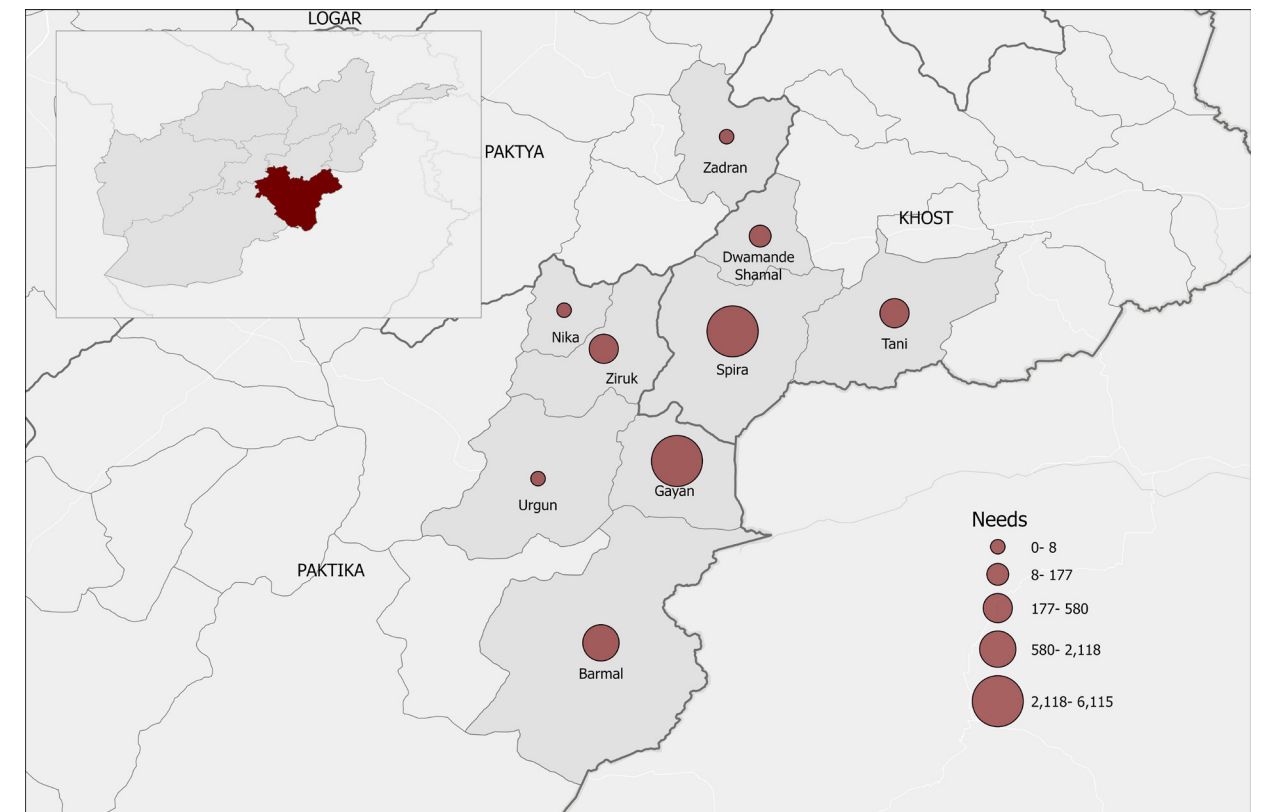 LOGAR
PAKTYA
Zadran
KHOST
Dwamande
Shamal
Nika
Tani
Spira
Ziruk
Gayan
Urgun
PAKTIKA
Barmal
Needs
0- 8
8- 177
177- 580
580- 2,118
2,118- 6,115